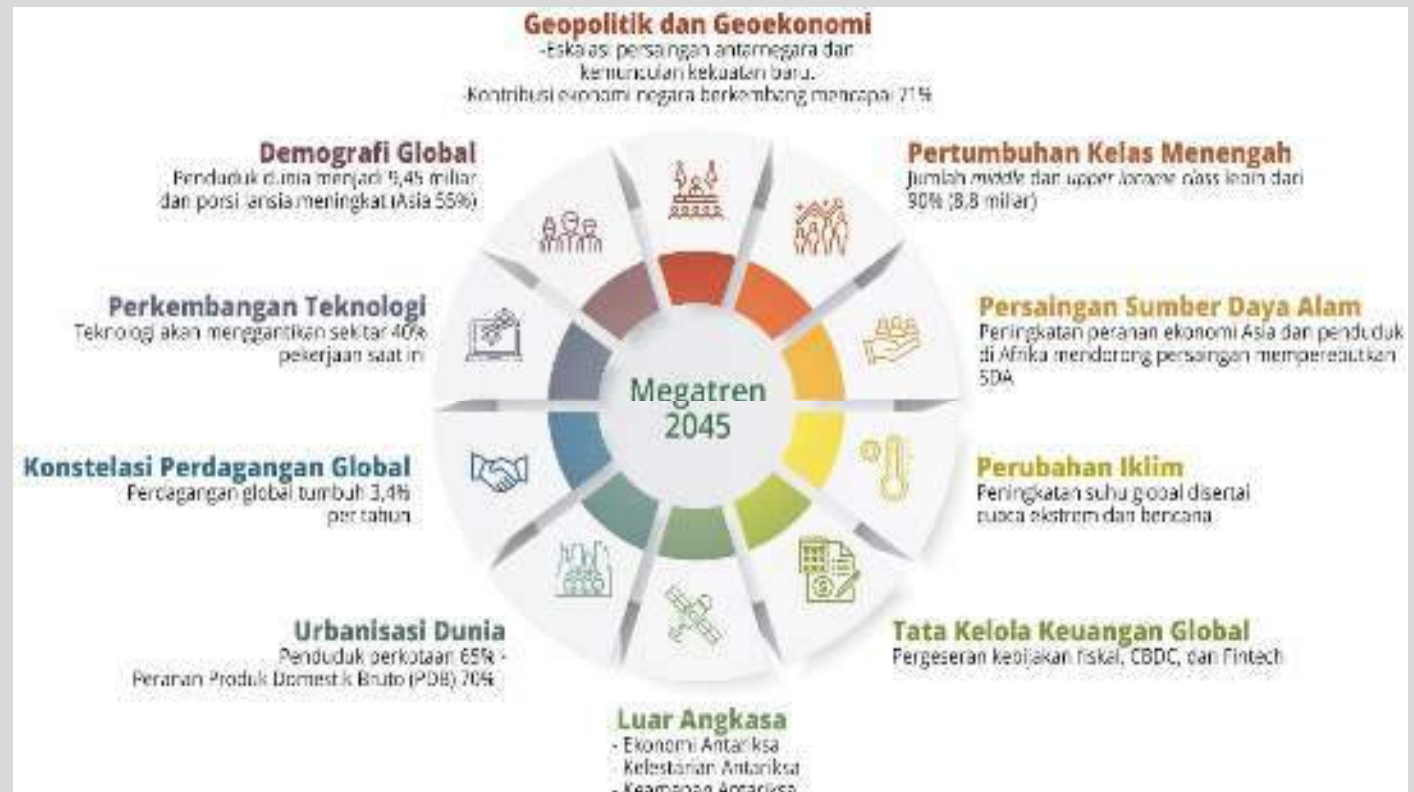 Geopolitik dan Geoekonomi
-Eskalasi persaingan antarnegara dan
kemunculan kekuatan baru.
-Kontribusi ekonomi negara berkembang mencapai 71%
Pertumbuhan Kelas Menengah
Jumlah middle dan upper income class lebih dari
90% (8,8 miliar)
Persaingan Sumber Daya Alam
Peningkatan peranan ekonomi Asia dan penduduk
di Afrika mendorong persaingan memperebutkan
SDA
Perubahan Iklim
Peningkatan suhu global disertai
cuaca ekstrem dan bencana
Tata Kelola Keuangan Global
Pergeseran kebijakan fiskal, CBDC, dan Fintech
Luar Angkasa
- Ekonomi Antariksa
- Kelestarian Antariksa
- Keamanan Antariksa
Urbanisasi Dunia
Penduduk perkotaan 65% -
Peranan Produk Domestik Bruto (PDB) 70%
Konstelasi Perdagangan Global
Perdagangan global tumbuh 3,4%
per tahun
Perkembangan Teknologi
Teknologi akan menggantikan sekitar 40%
pekerjaan saat ini
Demografi Global
Penduduk dunia menjadi 9,45 miliar
dan porsi lansia meningkat (Asia 55%)
Megatren
2045